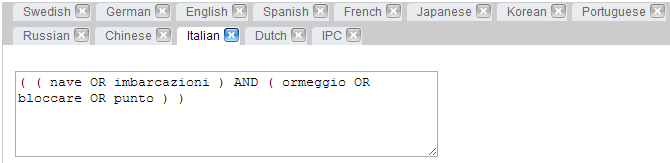 Swedish German English Spanish French Japanese Korean Portuguese
Russian Chinese Italian Dutch IPC
( ( nave OR imbarcazioni ) AND ( ormeggio OR
bloccare OR punto ) )